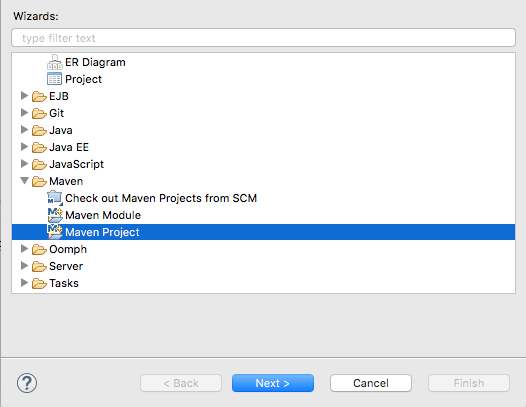 Wizards:
type filter text
ER Diagram
Project
EJB
Git
Java
Java EE
JavaScript
Maven
Check out Maven Projects from SCM
Maven Module
Maven Project
Oomph
Server
Tasks
? < Back Next > Cancel Finish